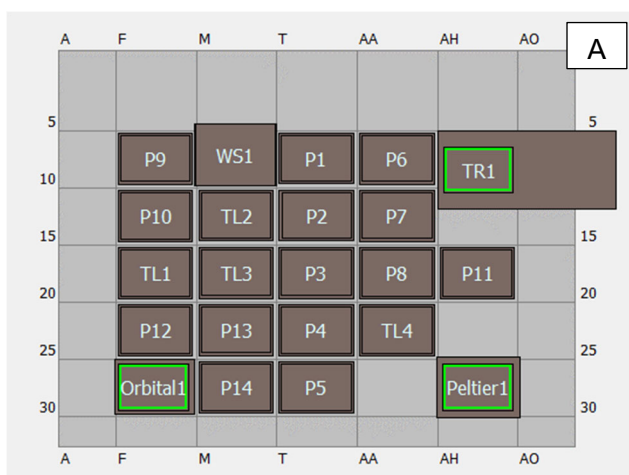 A F M T AA AH AO
A
5 5
P9 WS1 P1 P6 TR1
10
P10 TL2 P2 P7
15 15
TL1 TL3 P3 P8 P11
20 20
P12 P13 P4 TL4
25 25
Orbital1 P14 P5 Peltier1
30 30
A F M T AA AH AO